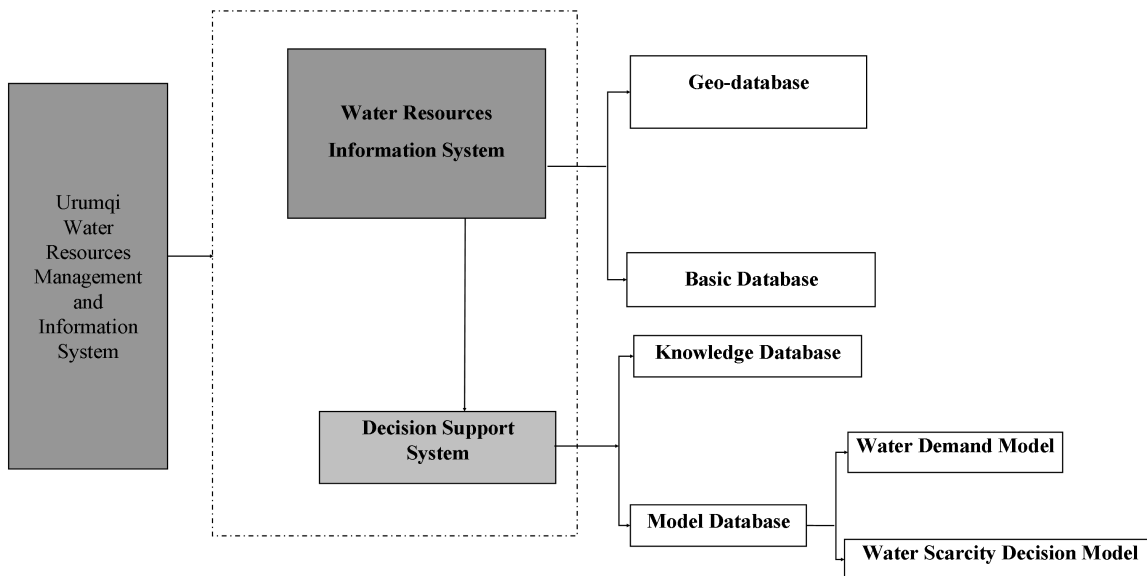 Urumqi
Water
Resources
Management
and
Information
System
Water Resources
Information System
Decision Support
System
Geo-database
Basic Database
Knowledge Database
Model Database
Water Demand Model
Water Scarcity Decision Model